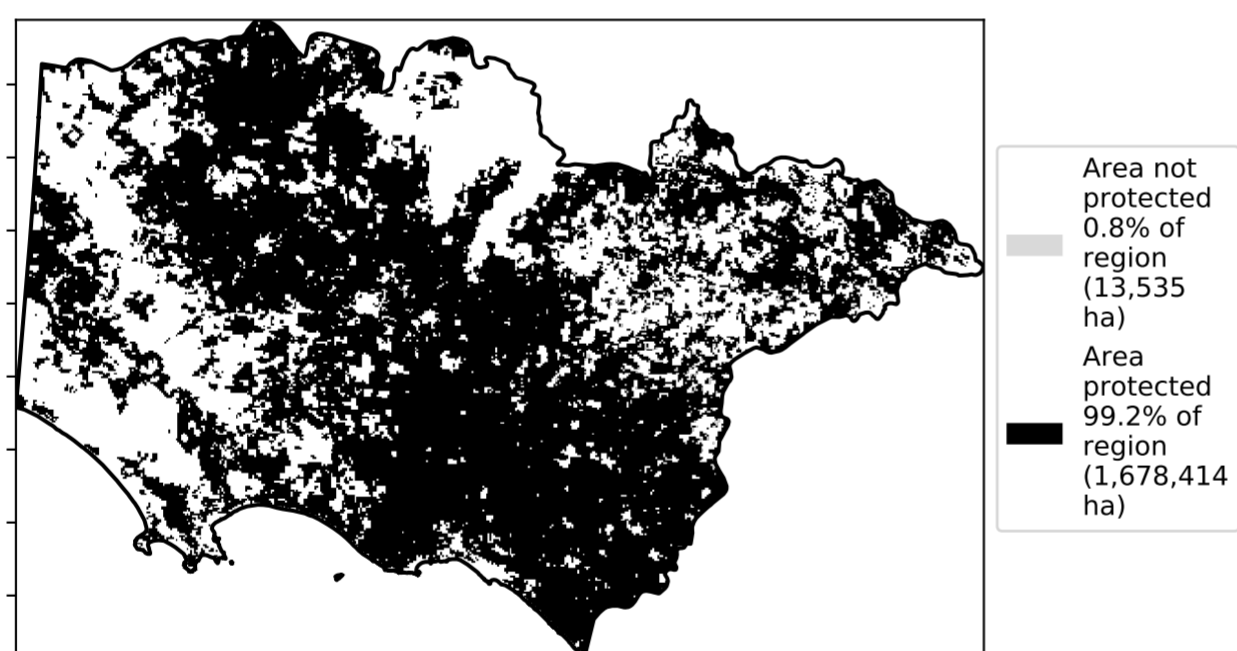 Area not
protected
0.8% of
region
(13,535
ha)
Area
protected
99.2% of
region
(1,678,414
ha)